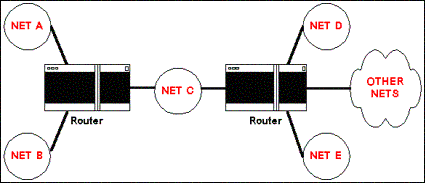 NET A
NET D
OTHER
NETS
NET C
Router
Router
NET B
NET E